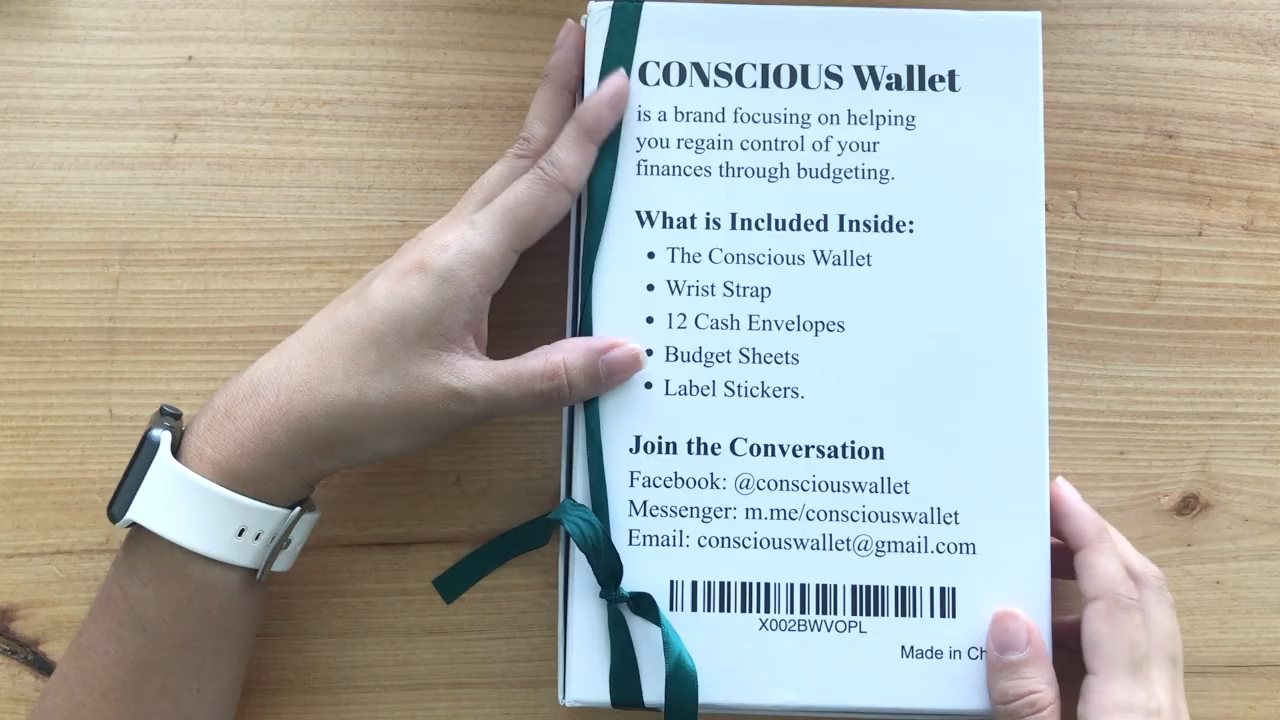 CONSCIOUS Wallet
is a brand focusing on helping
you regain control of your
finances through budgeting.
What is Included Inside:
• The Conscious Wallet
• Wrist Strap
• 12 Cash Envelopes
• Budget Sheets
• Label Stickers.
Join the Conversation
Facebook: @consciouswallet
Messenger: m.me/consciouswallet
Email: consciouswallet@gmail.com
X002BWVOPL
Made in